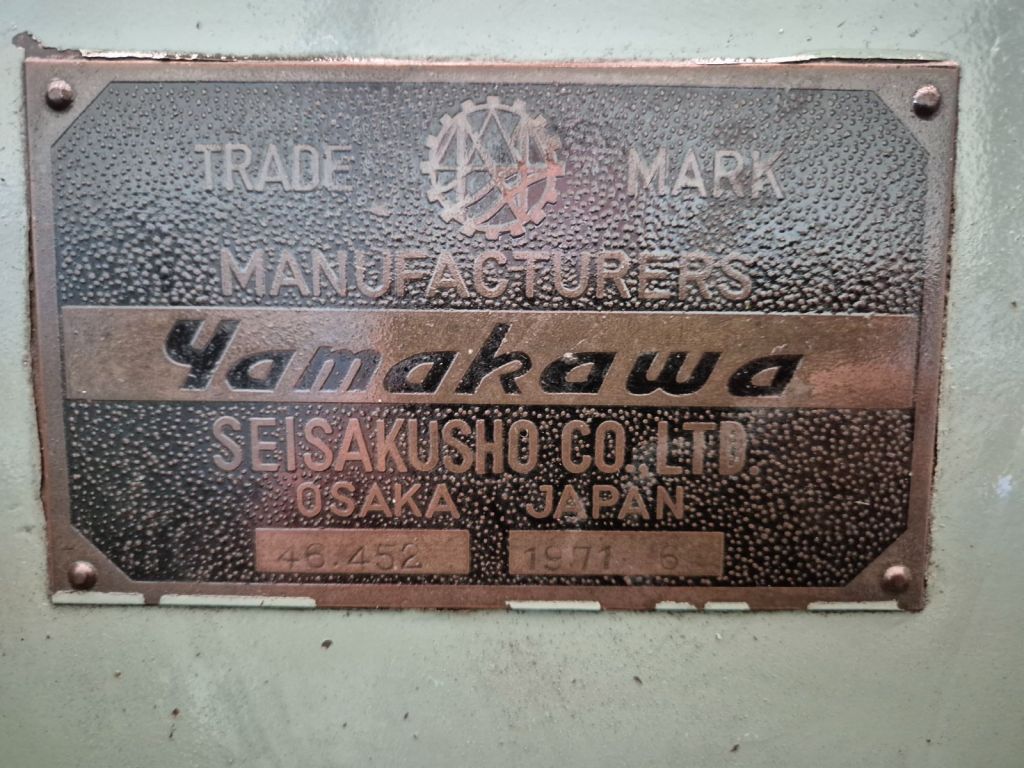 TRADE MARK
MANUFACTURERS
Yamakawa
SEISAKUSHO CO., LTD.
OSAKA JAPAN
46.452 1971. 6